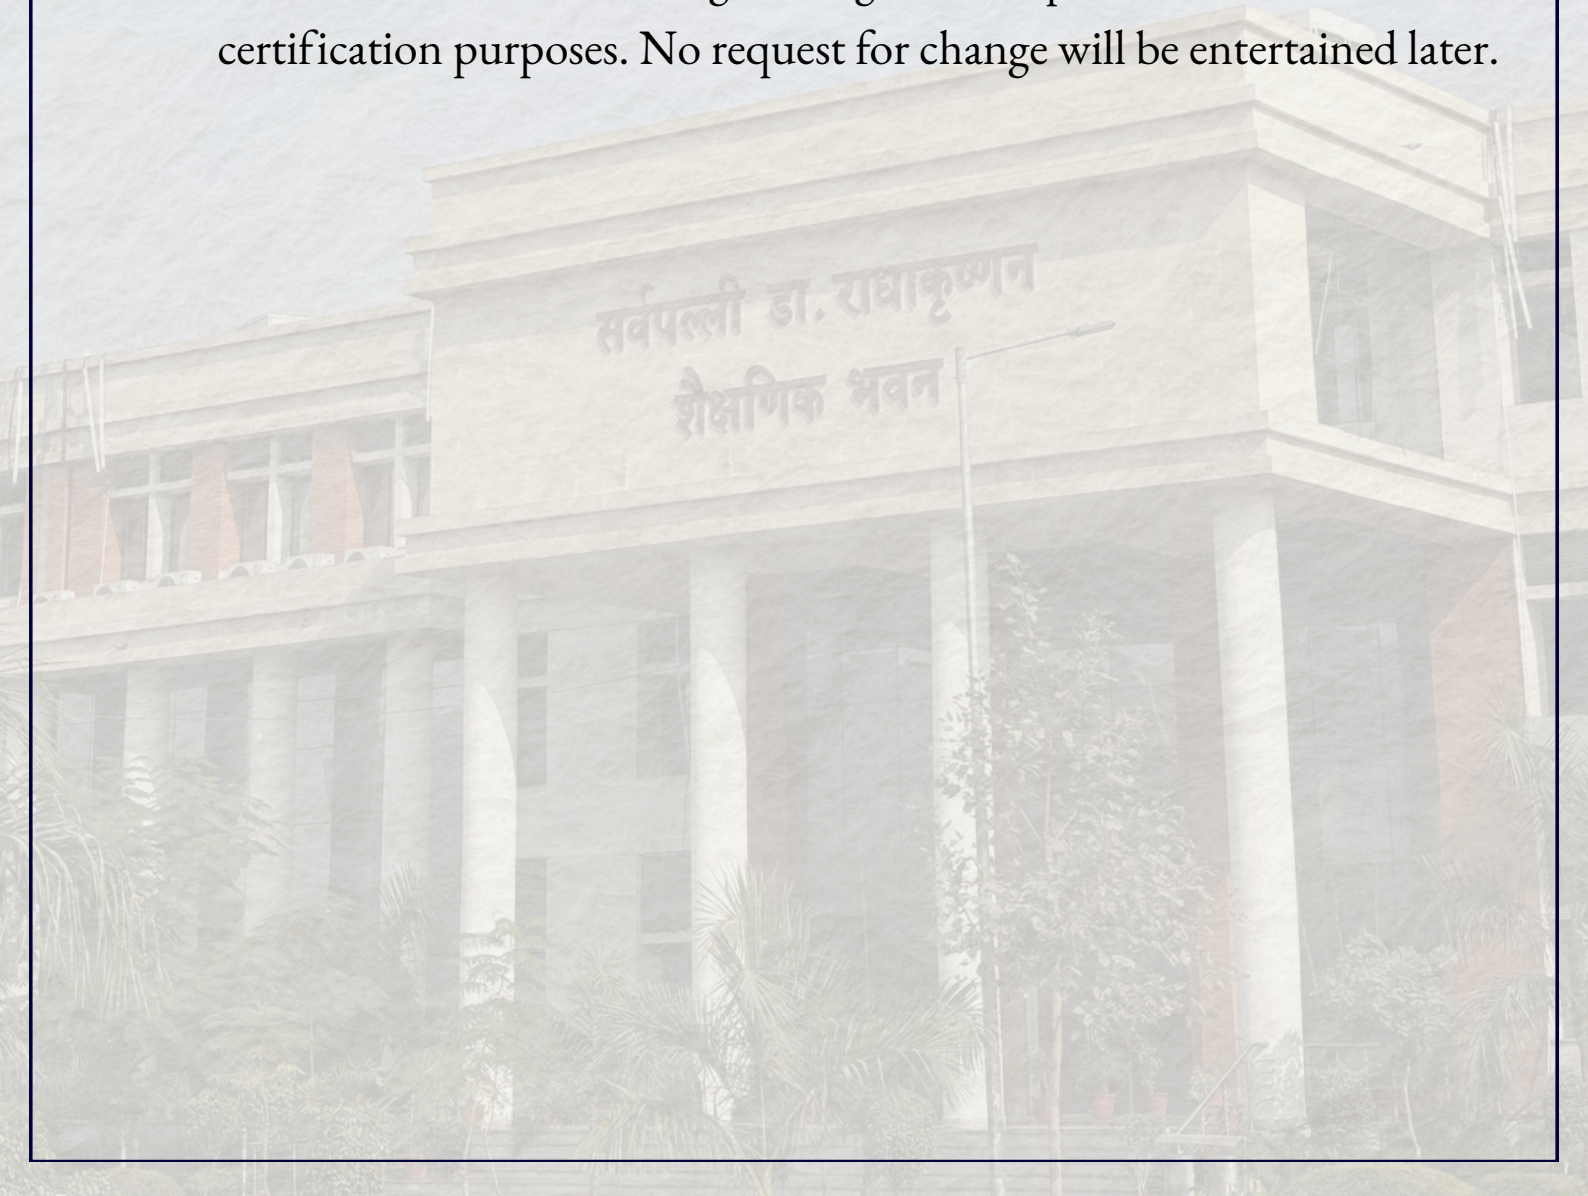 certification purposes. No request for change will be entertained later.
सर्वपल्ली डा. राधाकृष्णन
शैक्षणिक भवन